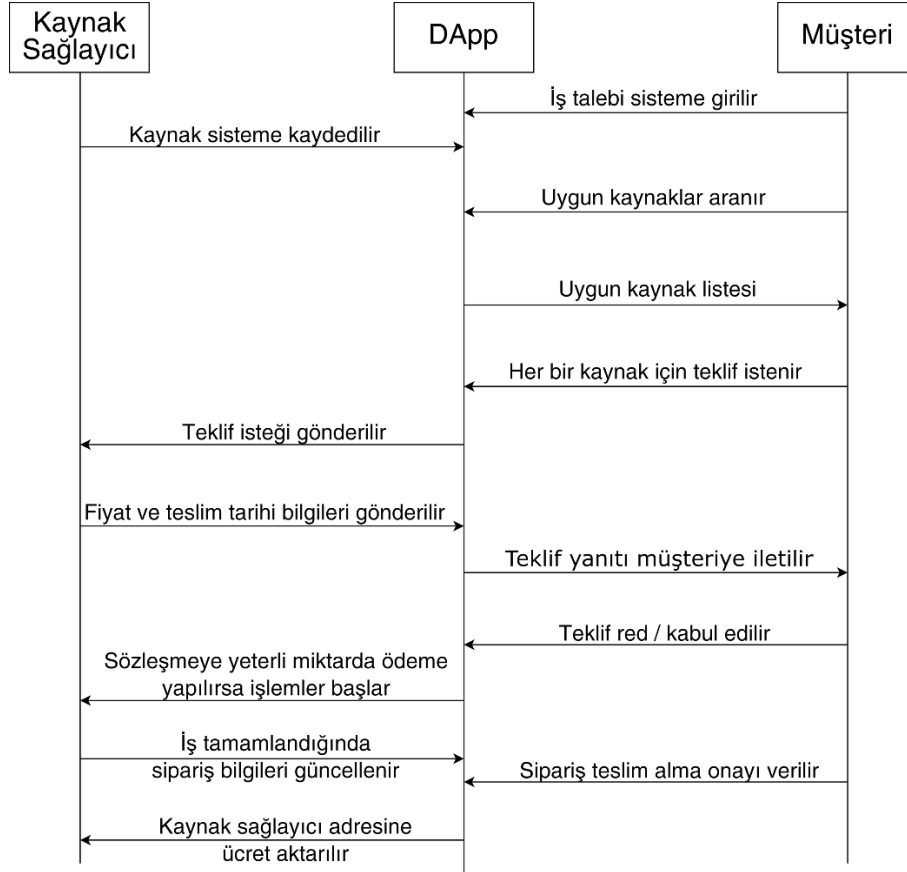 Kaynak
Sağlayıcı
DApp
Müşteri
İş talebi sisteme girilir
Kaynak sisteme kaydedilir
Uygun kaynaklar aranır
Uygun kaynak listesi
Her bir kaynak için teklif istenir
Teklif isteği gönderilir
Fiyat ve teslim tarihi bilgileri gönderilir
Teklif yanıtı müşteriye iletilir
Teklif red / kabul edilir
Sözleşmeye yeterli miktarda ödeme
yapılırsa işlemler başlar
İş tamamlandığında
sipariş bilgileri güncellenir
Sipariş teslim alma onayı verilir
Kaynak sağlayıcı adresine
ücret aktarılır